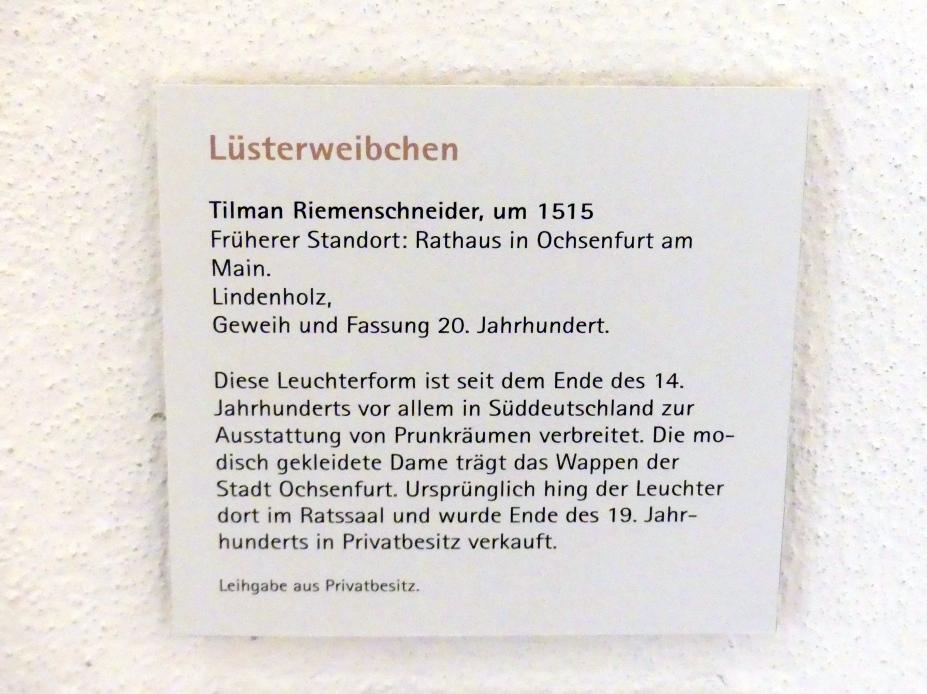 Lüsterweibchen
Tilman Riemenschneider, um 1515
Früherer Standort: Rathaus in Ochsenfurt am
Main.
Lindenholz,
Geweih und Fassung 20. Jahrhundert.
Diese Leuchterform ist seit dem Ende des 14.
Jahrhunderts vor allem in Süddeutschland zur
Ausstattung von Prunkräumen verbreitet. Die mo-
disch gekleidete Dame trägt das Wappen der
Stadt Ochsenfurt. Ursprünglich hing der Leuchter
dort im Ratssaal und wurde Ende des 19. Jahr-
hunderts in Privatbesitz verkauft.
Leihgabe aus Privatbesitz.